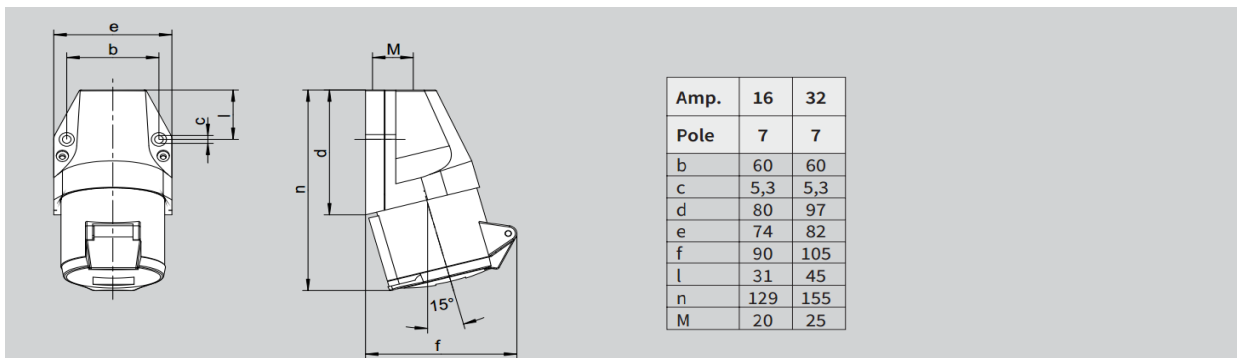 e
b
c
l
M
n
d
15°
f
Amp. 16 32
Pole 7 7
b 60 60
c 5,3 5,3
d 80 97
e 74 82
f 90 105
l 31 45
n 129 155
M 20 25